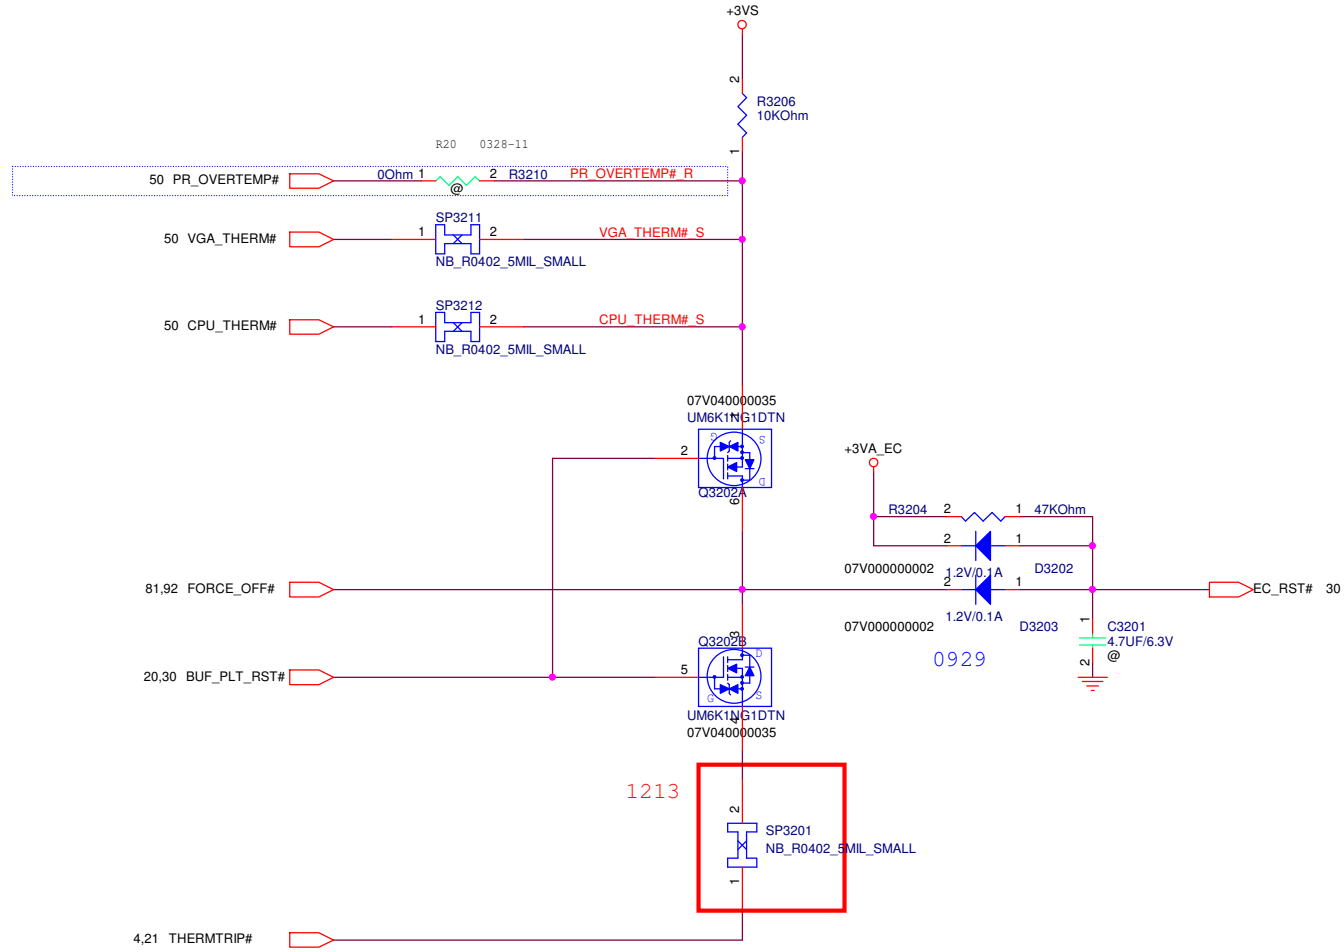 +3VS
2
R3206
10KOhm
1
R20 0328-11
50 PR_OVERTEMP#
0Ohm 1
@
2 R3210
PR_OVERTEMP#_R
SP3211
50 VGA_THERM#
1
2
VGA_THERM#_S
NB_R0402_5MIL_SMALL
SP3212
50 CPU_THERM#
1
2
CPU_THERM#_S
NB_R0402_5MIL_SMALL
07V040000035
UM6K1NG1DTN
1
G
S
2
D
Q3202A
6
+3VA_EC
R3204
2
1
47KOhm
2
1
07V000000002
1.2V/0.1A
D3202
81,92 FORCE_OFF#
2
1
EC_RST# 30
1.2V/0.1A
07V000000002
D3203
1
C3201
4.7UF/6.3V
@
2
0929
3
Q3202B
D
20,30 BUF_PLT_RST#
5
G
S
UM6K1NG1DTN
4
07V040000035
1213
2
SP3201
NB_R0402_5MIL_SMALL
1
4,21 THERMTRIP#